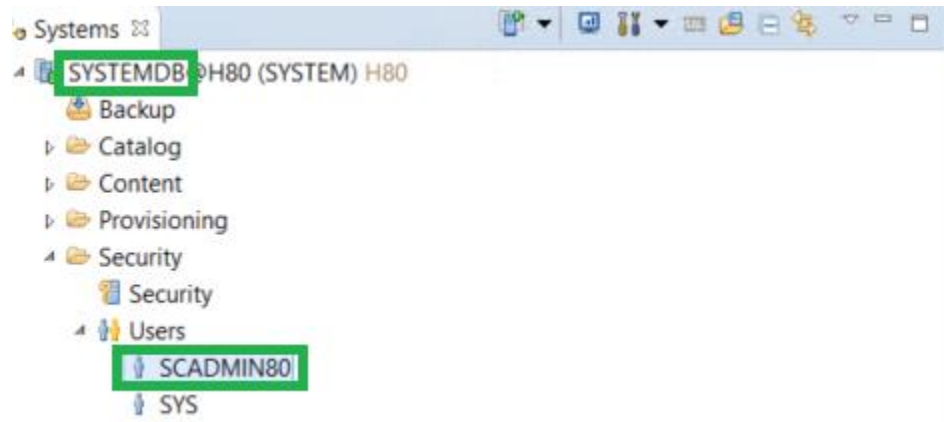 Systems
SYSTEMDB@H80 (SYSTEM) H80
Backup
Catalog
Content
Provisioning
Security
Security
Users
SCADMIN80
SYS